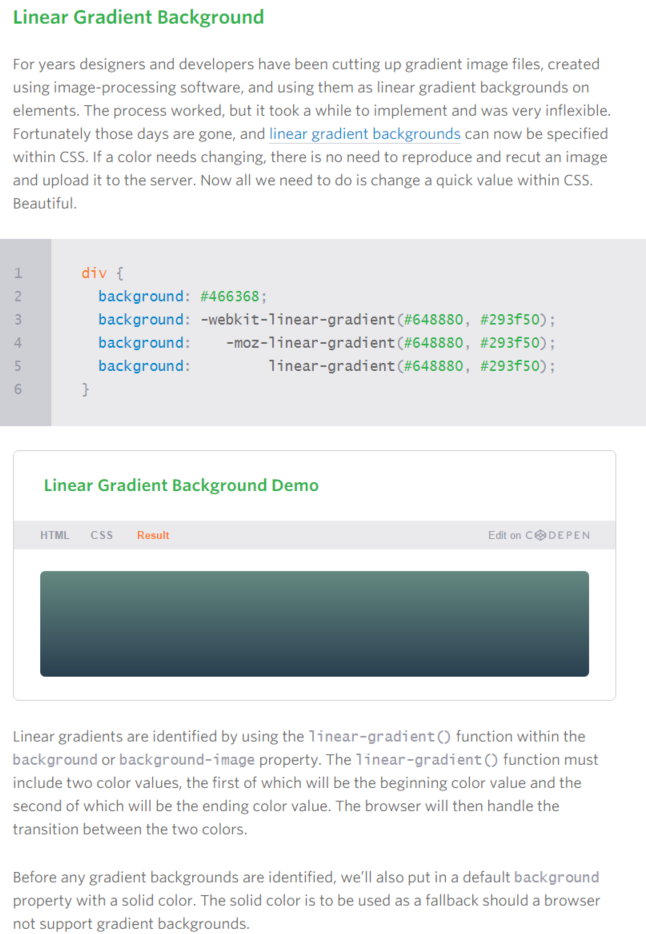 Linear Gradient Background
For years designers and developers have been cutting up gradient image files, created
using image-processing software, and using them as linear gradient backgrounds on
elements. The process worked, but it took a while to implement and was very inflexible.
Fortunately those days are gone, and linear gradient backgrounds can now be specified
within CSS. If a color needs changing, there is no need to reproduce and recut an image
and upload it to the server. Now all we need to do is change a quick value within CSS.
Beautiful.
1 div {
2 background: #466368;
3 background: -webkit-linear-gradient(#648880, #293f50);
4 background: -moz-linear-gradient(#648880, #293f50);
5 background: linear-gradient(#648880, #293f50);
6 }
Linear Gradient Background Demo
HTML CSS Result Edit on CODEPEN
Linear gradients are identified by using the linear-gradient() function within the
background or background-image property. The linear-gradient() function must
include two color values, the first of which will be the beginning color value and the
second of which will be the ending color value. The browser will then handle the
transition between the two colors.
Before any gradient backgrounds are identified, we'll also put in a default background
property with a solid color. The solid color is to be used as a fallback should a browser
not support gradient backgrounds.